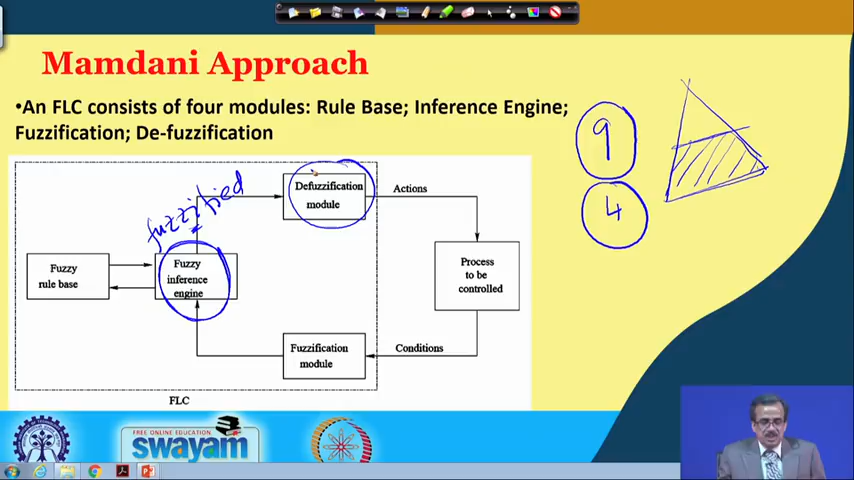 Mamdani Approach
•An FLC consists of four modules: Rule Base; Inference Engine;
Fuzzification; De-fuzzification
9
4
fuzzified
Defuzzification
module
Actions
Fuzzy
rule base
Fuzzy
inference
engine
Process
to be
controlled
Fuzzification
module
Conditions
FLC
FREE ONLINE EDUCATION
swayam